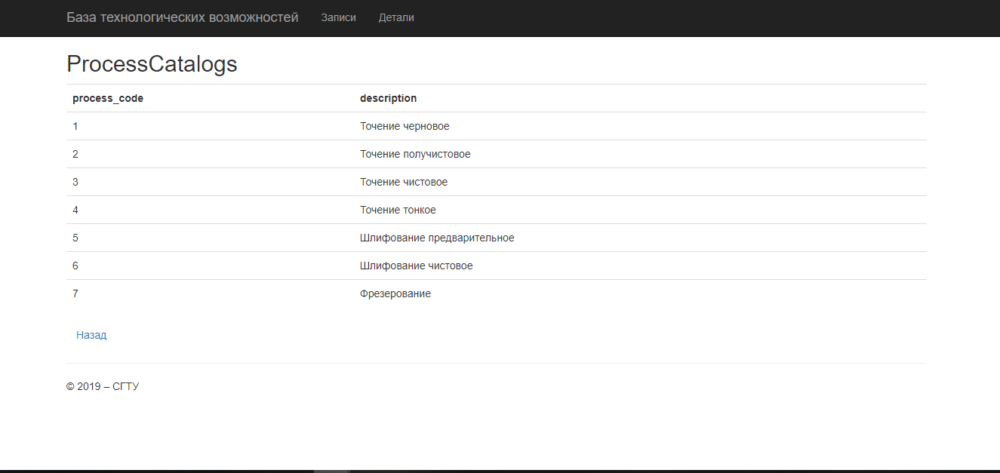 База технологических возможностей Записи Детали
ProcessCatalogs
process_code description
1 Точение черновое
2 Точение получистовое
3 Точение чистовое
4 Точение тонкое
5 Шлифование предварительное
6 Шлифование чистовое
7 Фрезерование
Назад
© 2019 – СГТУ